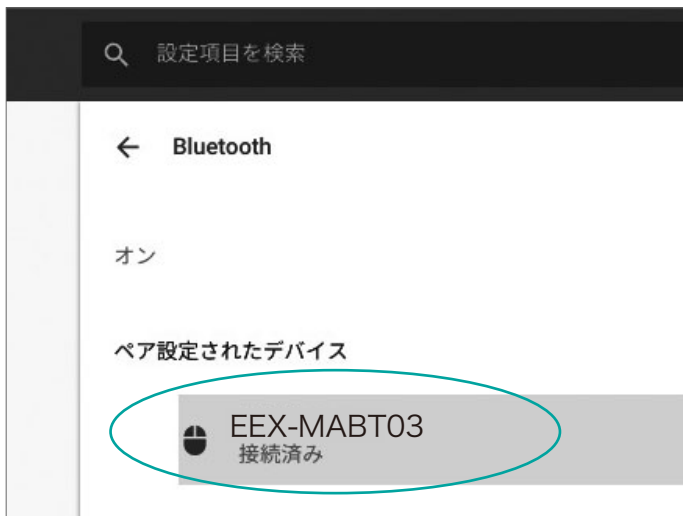 設定項目を検索
Bluetooth
オン
ペア設定されたデバイス
EEX-MABT03
接続済み